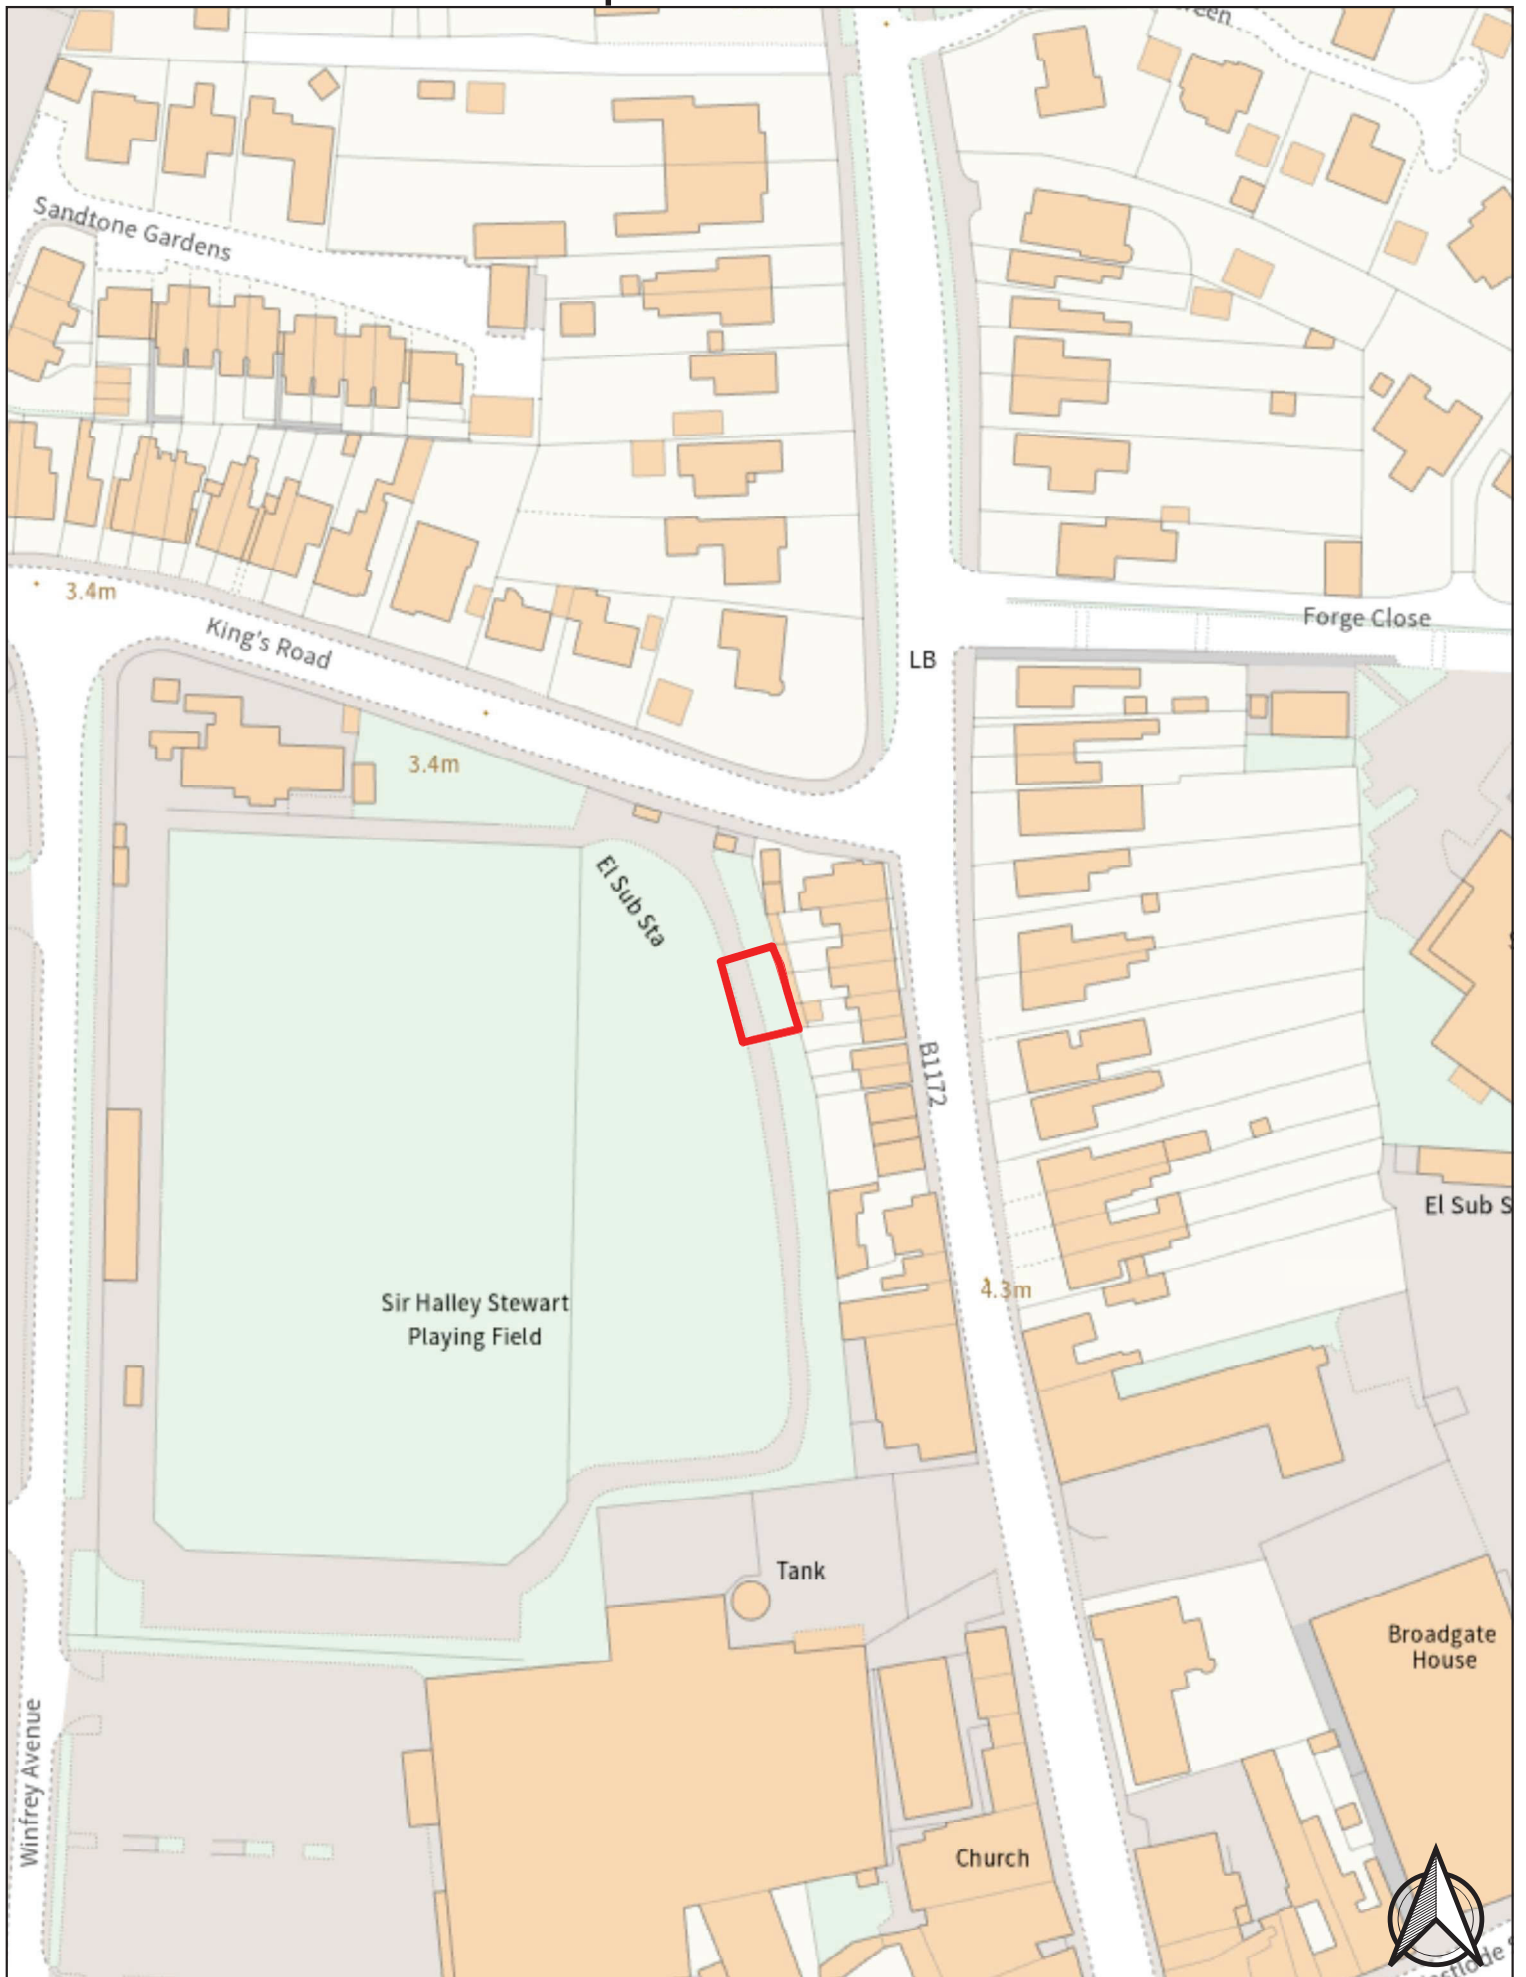 Sandtone Gardens
3.4m
King's Road
LB
Forge Close
3.4m
El Sub Sta
B1172
El Sub S
4.3m
Sir Halley Stewart
Playing Field
Tank
Broadgate
House
Winfrey Avenue
Church